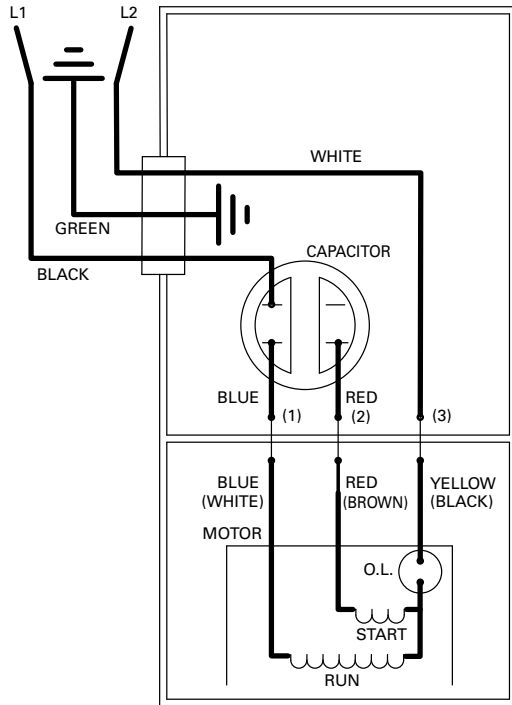 L1
L2
WHITE
GREEN
CAPACITOR
BLACK
BLUE
RED
(1)
(2)
(3)
BLUE
(WHITE)
RED
(BROWN)
YELLOW
(BLACK)
MOTOR
O.L.
START
RUN